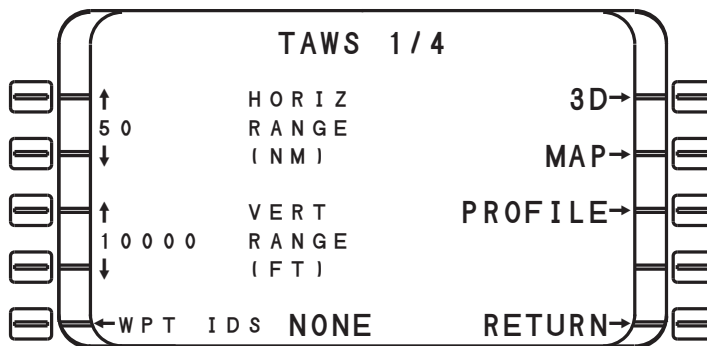 TAWS 1/4
↑ HORIZ 3D→
50 RANGE
↓ (NM) MAP→
↑ VERT PROFILE→
10000 RANGE
↓ (FT)
←WPT IDS NONE RETURN→